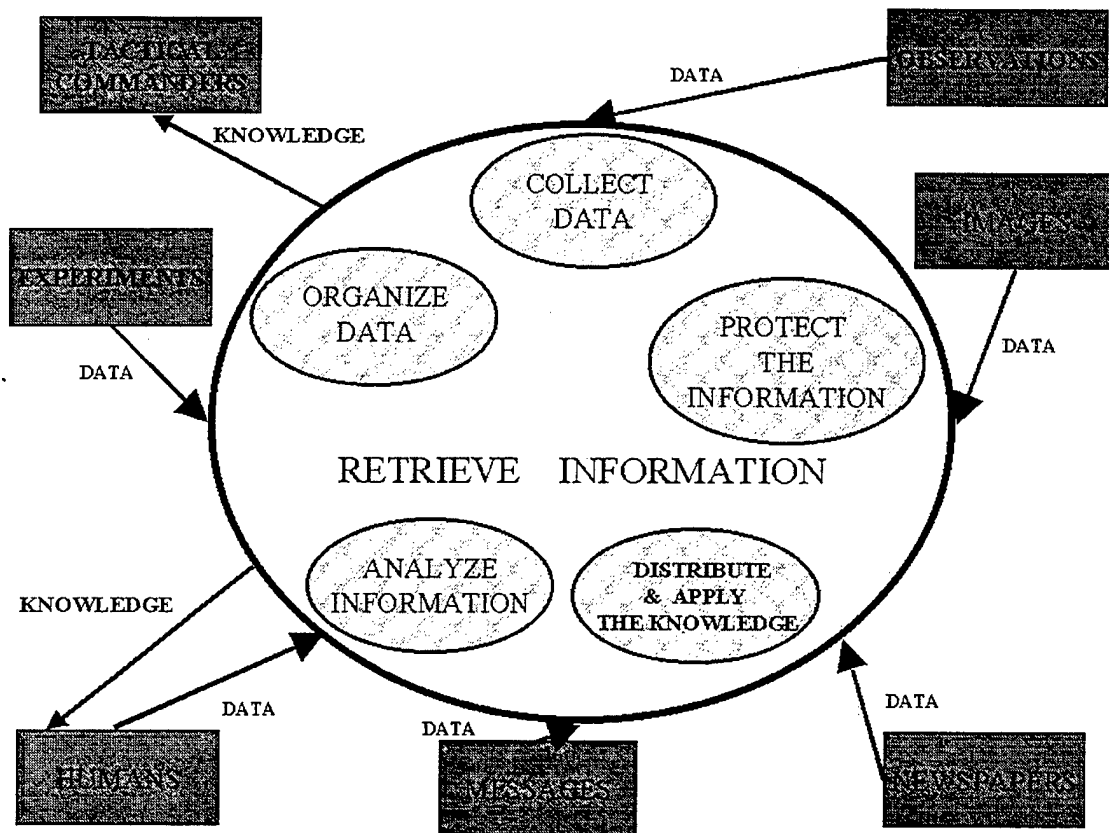 TACTICAL
COMMANDERS
DATA
OBSERVATIONS
KNOWLEDGE
COLLECT
DATA
IMAGES
EXPERIMENTS
ORGANIZE
DATA
PROTECT
THE
INFORMATION
DATA
DATA
RETRIEVE INFORMATION
ANALYZE
INFORMATION
DISTRIBUTE
& APPLY
THE KNOWLEDGE
KNOWLEDGE
DATA
DATA
DATA
HUMANS
MESSAGES
NEWSPAPERS